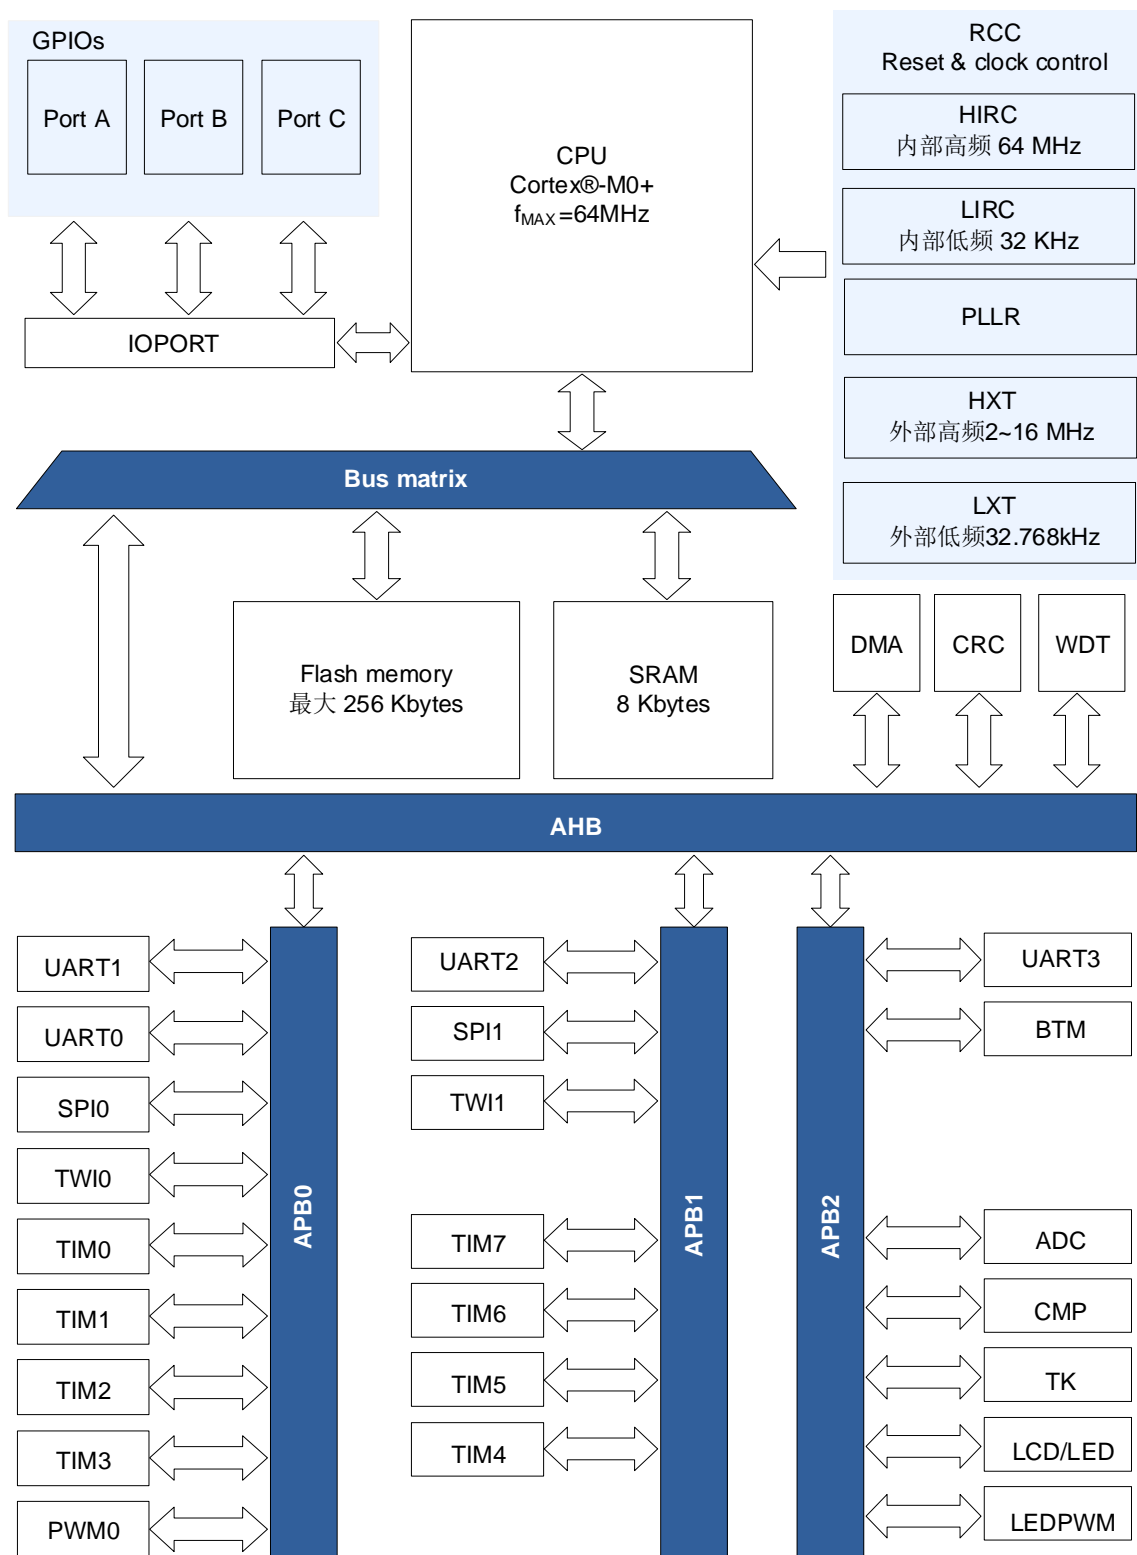 GPIOs
Port A
Port B
Port C
IOPORT
CPU
Cortex®-M0+
fMAX=64MHz
RCC
Reset & clock control
HIRC
内部高频 64 MHz
LIRC
内部低频 32 KHz
PLLR
HXT
外部高频2~16 MHz
LXT
外部低频32.768kHz
Bus matrix
Flash memory
最大 256 Kbytes
SRAM
8 Kbytes
DMA
CRC
WDT
AHB
UART1
UART0
SPI0
TWI0
TIM0
TIM1
TIM2
TIM3
PWM0
APB0
UART2
SPI1
TWI1
TIM7
TIM6
TIM5
TIM4
APB1
APB2
UART3
BTM
ADC
CMP
TK
LCD/LED
LEDPWM